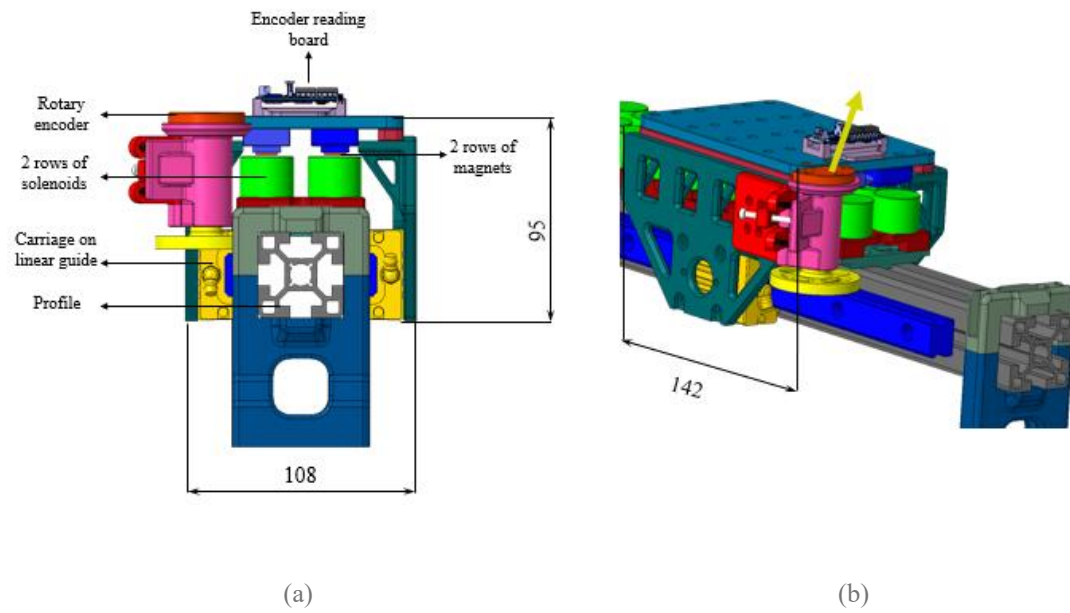 Encoder reading
board
Rotary
encoder
2 rows of
solenoids
2 rows of
magnets
Carriage on
linear guide
Profile
95
108
142
(a)
(b)